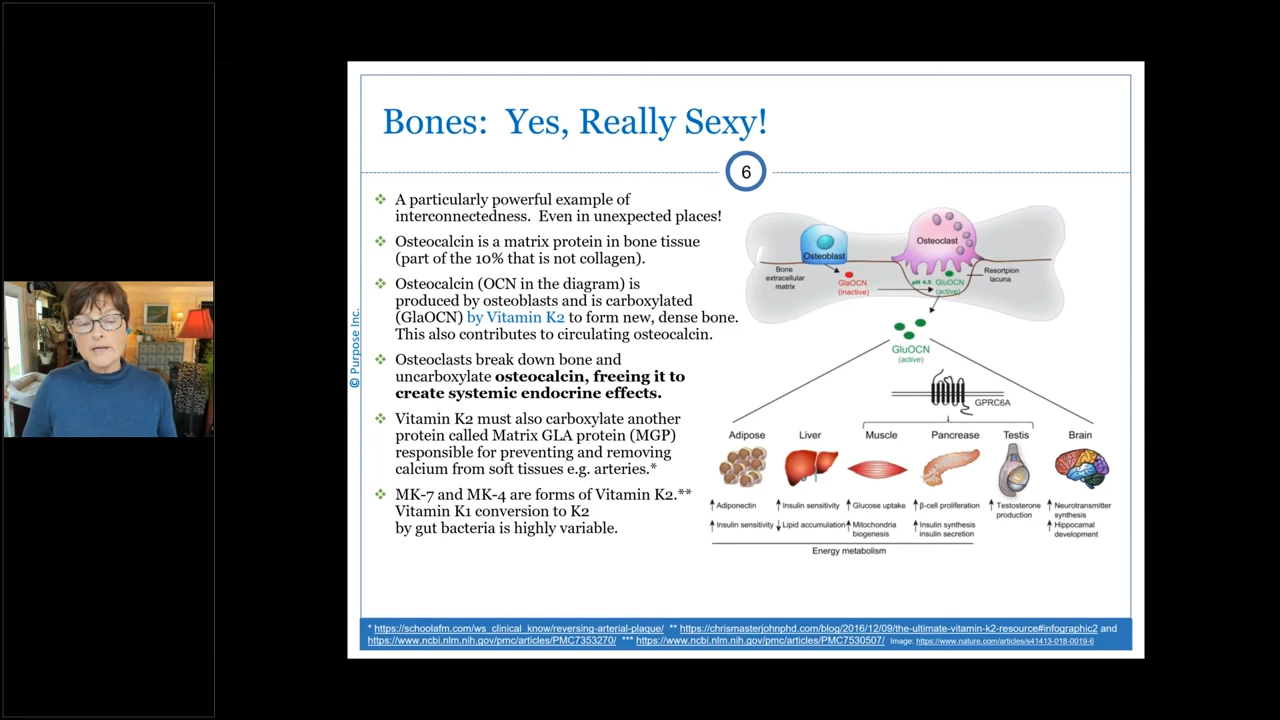 Bones: Yes, Really Sexy!
6
❖ A particularly powerful example of
interconnectedness. Even in unexpected places!
❖ Osteocalcin is a matrix protein in bone tissue
(part of the 10% that is not collagen).
❖ Osteocalcin (OCN in the diagram) is
produced by osteoblasts and is carboxylated
(GlaOCN) by Vitamin K2 to form new, dense bone.
This also contributes to circulating osteocalcin.
❖ Osteoclasts break down bone and
uncarboxylate osteocalcin, freeing it to
create systemic endocrine effects.
❖ Vitamin K2 must also carboxylate another
protein called Matrix GLA protein (MGP)
responsible for preventing and removing
calcium from soft tissues e.g. arteries.*
❖ MK-7 and MK-4 are forms of Vitamin K2.**
Vitamin K1 conversion to K2
by gut bacteria is highly variable.
© Purpose Inc.
Osteoblast
Osteoclast
Bone
extracellular
matrix
GlaOCN
(inactive)
pH 4.5
GluOCN
(active)
Resortpion
lacuna
GluOCN
(active)
GPRC6A
Adipose
Liver
Muscle
Pancrease
Testis
Brain
↑ Adiponectin
↑ Insulin sensitivity
↑ Insulin sensitivity
↓ Lipid accumulation
↑ Glucose uptake
↑ Mitochondria
biogenesis
↑ β-cell proliferation
↑ Insulin synthesis
insulin secretion
↑ Testosterone
production
↑ Neurotransmitter
synthesis
↑ Hippocamal
development
Energy metabolism
* https://schoolafm.com/ws_clinical_know/reversing-arterial-plaque/ ** https://chrismasterjohnphd.com/blog/2016/12/09/the-ultimate-vitamin-k2-resource#infographic2 and
https://www.ncbi.nlm.nih.gov/pmc/articles/PMC7353270/ *** https://www.ncbi.nlm.nih.gov/pmc/articles/PMC7530507/ Image: https://www.nature.com/articles/s41413-018-0019-6